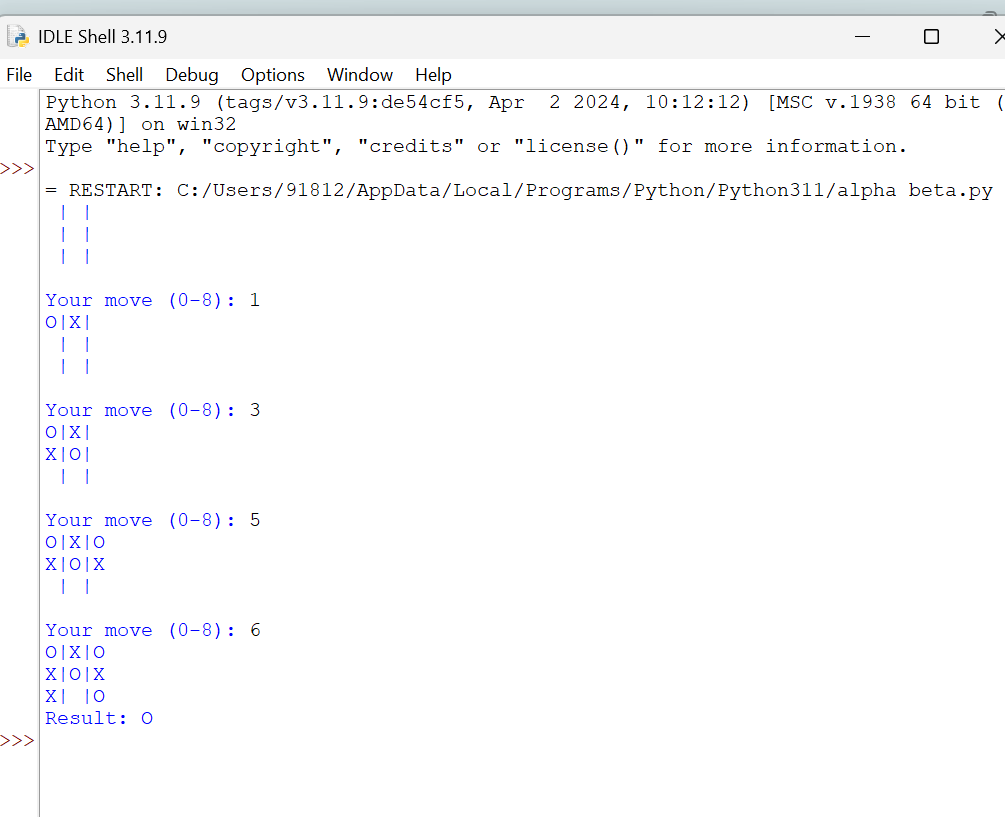 IDLE Shell 3.11.9
File Edit Shell Debug Options Window Help
Python 3.11.9 (tags/v3.11.9:de54cf5, Apr  2 2024, 10:12:12) [MSC v.1938 64 bit (
AMD64)] on win32
Type "help", "copyright", "credits" or "license()" for more information.
>>>
= RESTART: C:/Users/91812/AppData/Local/Programs/Python/Python311/alpha beta.py
 | |
 | |
 | |
Your move (0-8): 1
O|X|
 | |
 | |
Your move (0-8): 3
O|X|
X|O|
 | |
Your move (0-8): 5
O|X|O
X|O|X
 | |
Your move (0-8): 6
O|X|O
X|O|X
X| |O
Result: O
>>>